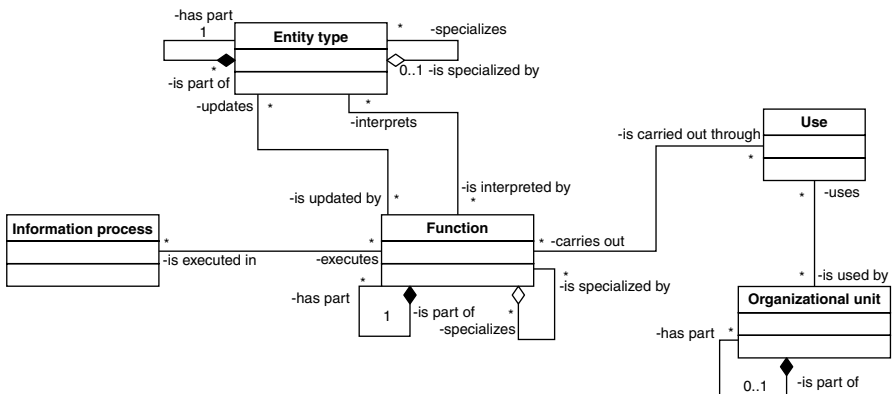 -has part
1
Entity type
*
-specializes
*
0..1 -is specialized by
-is part of
-updates
*
*
-interprets
Use
-is carried out through
*
*
-uses
-is updated by
*
-is interpreted by
*
Information process
Function
*
-is executed in
*
-executes
*
-carries out
*
-is used by
*
-has part
1
-is part of
*
-specializes
*
-is specialized by
Organizational unit
-has part
*
0..1
-is part of